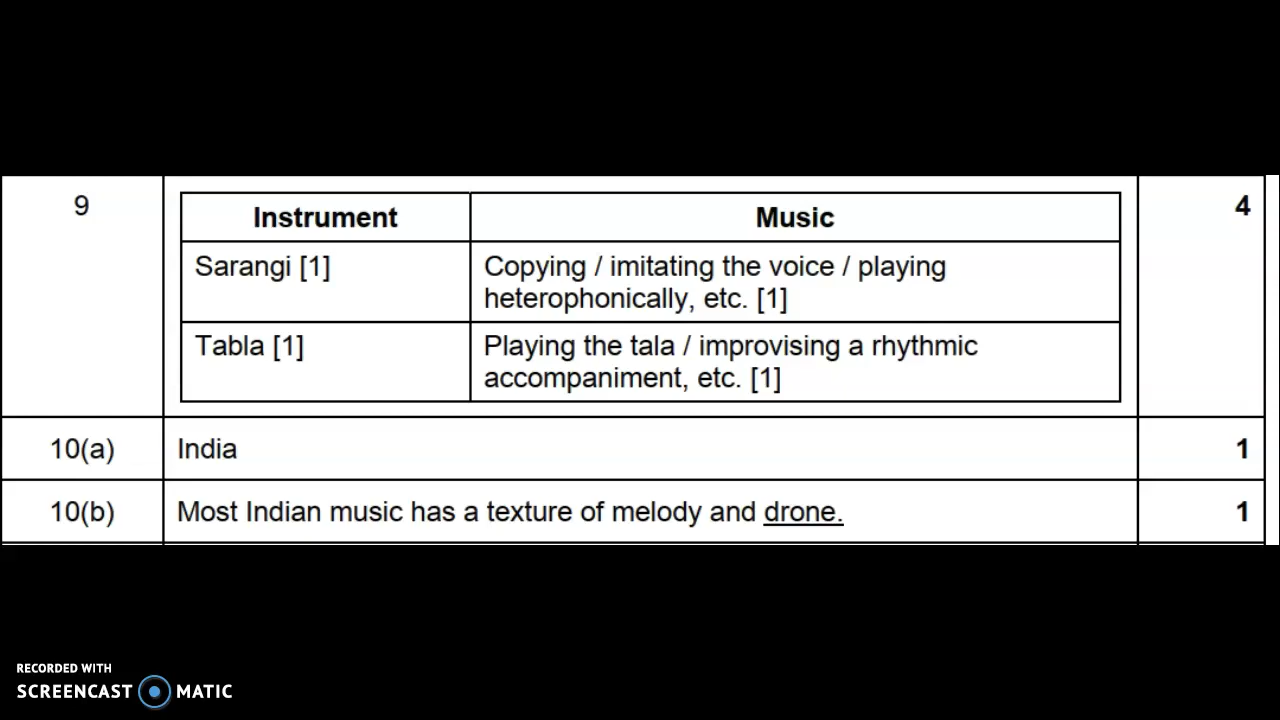 9
Instrument Music 4
Sarangi [1] Copying / imitating the voice / playing
heterophonically, etc. [1]
Tabla [1] Playing the tala / improvising a rhythmic
accompaniment, etc. [1]
10(a) India 1
10(b) Most Indian music has a texture of melody and drone. 1
RECORDED WITH
SCREENCAST MATIC